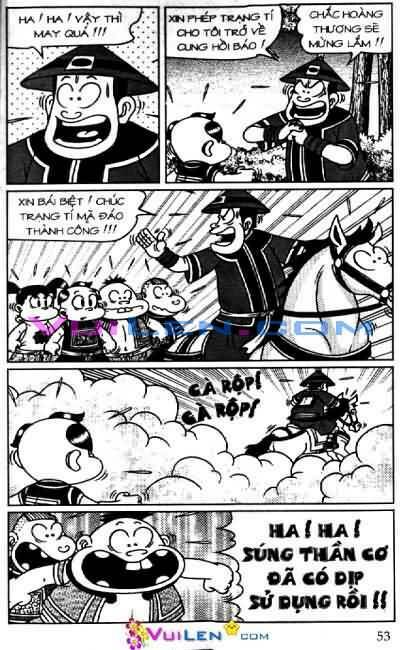 HA! HA! VẬY THÌ
MAY QUÁ!!!
XIN PHÉP TRẠNG TÍ
CHO TÔI TRỞ VỀ
CUNG HỒI BÁO!
CHẮC HOÀNG
THƯỢNG SẼ
MỪNG LẮM!!
XIN BÁI BIỆT! CHÚC
TRẠNG TÍ MÃ ĐÁO
THÀNH CÔNG!!!
VUILEN.COM
CÀ RỘP!
CÀ RỘP!
HA! HA!
SÚNG THẦN CƠ
ĐÃ CÓ DỊP
SỬ DỤNG RỒI!!
VUILEN.COM
53